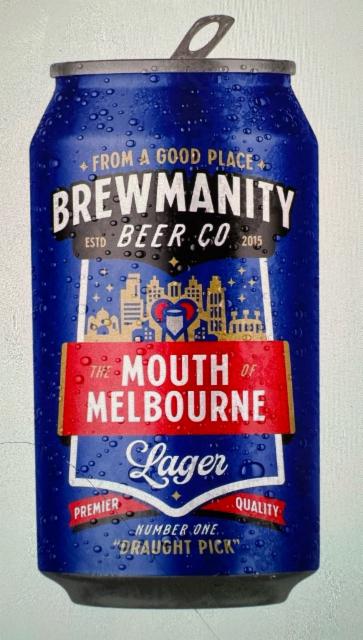 FROM A GOOD PLACE
BREWMANITY
ESTD BEER CO 2015
THE MOUTH OF
MELBOURNE
Lager
PREMIER QUALITY
NUMBER ONE
"DRAUGHT PICK"